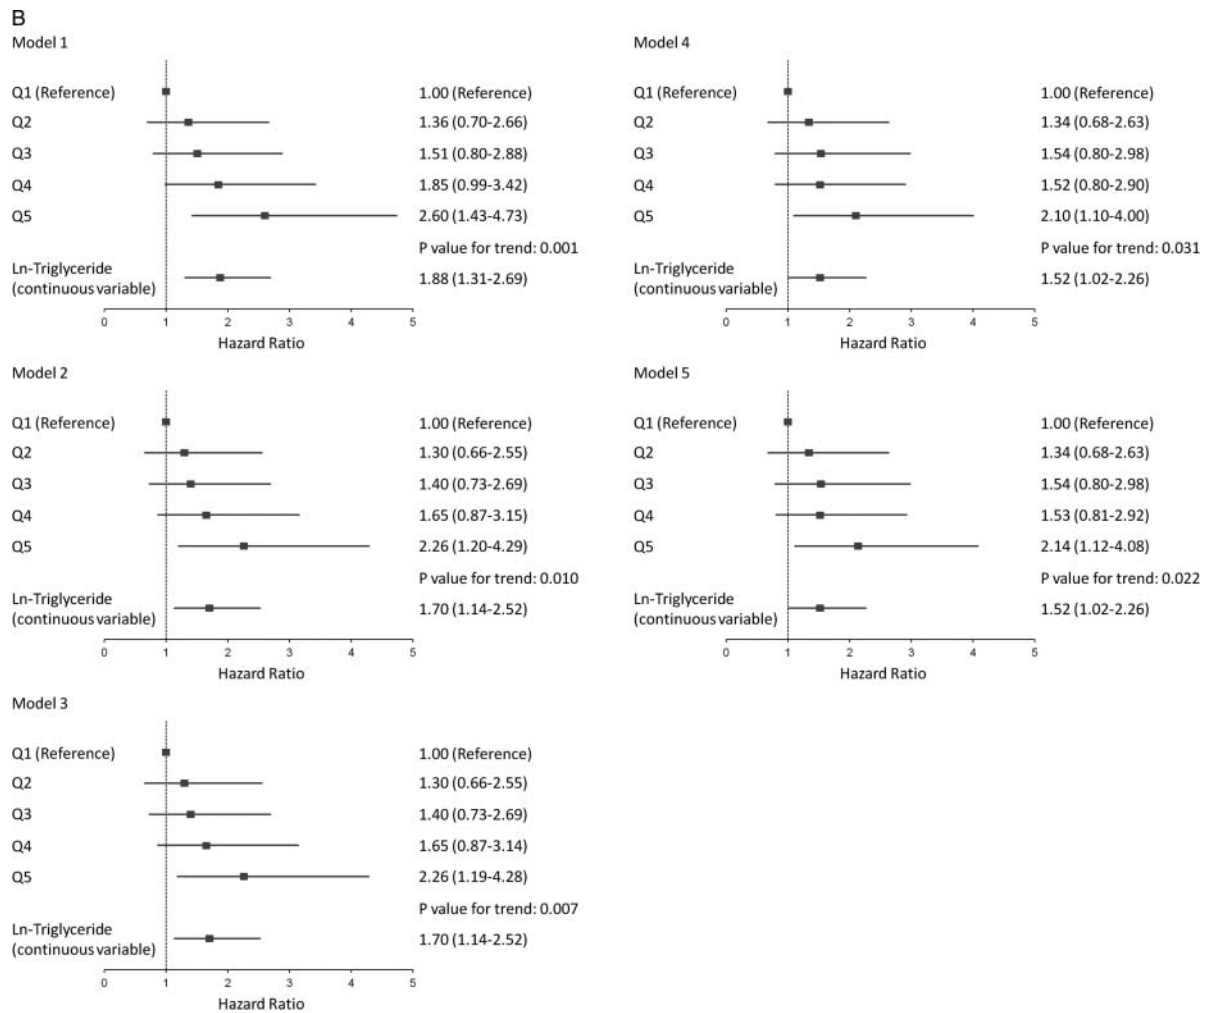 B
Model 1
Q1 (Reference) 1.00 (Reference)
Q2 1.36 (0.70-2.66)
Q3 1.51 (0.80-2.88)
Q4 1.85 (0.99-3.42)
Q5 2.60 (1.43-4.73)
P value for trend: 0.001
Ln-Triglyceride
(continuous variable) 1.88 (1.31-2.69)
0 1 2 3 4 5
Hazard Ratio
Model 2
Q1 (Reference) 1.00 (Reference)
Q2 1.30 (0.66-2.55)
Q3 1.40 (0.73-2.69)
Q4 1.65 (0.87-3.15)
Q5 2.26 (1.20-4.29)
P value for trend: 0.010
Ln-Triglyceride
(continuous variable) 1.70 (1.14-2.52)
0 1 2 3 4 5
Hazard Ratio
Model 3
Q1 (Reference) 1.00 (Reference)
Q2 1.30 (0.66-2.55)
Q3 1.40 (0.73-2.69)
Q4 1.65 (0.87-3.14)
Q5 2.26 (1.19-4.28)
P value for trend: 0.007
Ln-Triglyceride
(continuous variable) 1.70 (1.14-2.52)
0 1 2 3 4 5
Hazard Ratio
Model 4
Q1 (Reference) 1.00 (Reference)
Q2 1.34 (0.68-2.63)
Q3 1.54 (0.80-2.98)
Q4 1.52 (0.80-2.90)
Q5 2.10 (1.10-4.00)
P value for trend: 0.031
Ln-Triglyceride
(continuous variable) 1.52 (1.02-2.26)
0 1 2 3 4 5
Hazard Ratio
Model 5
Q1 (Reference) 1.00 (Reference)
Q2 1.34 (0.68-2.63)
Q3 1.54 (0.80-2.98)
Q4 1.53 (0.81-2.92)
Q5 2.14 (1.12-4.08)
P value for trend: 0.022
Ln-Triglyceride
(continuous variable) 1.52 (1.02-2.26)
0 1 2 3 4 5
Hazard Ratio